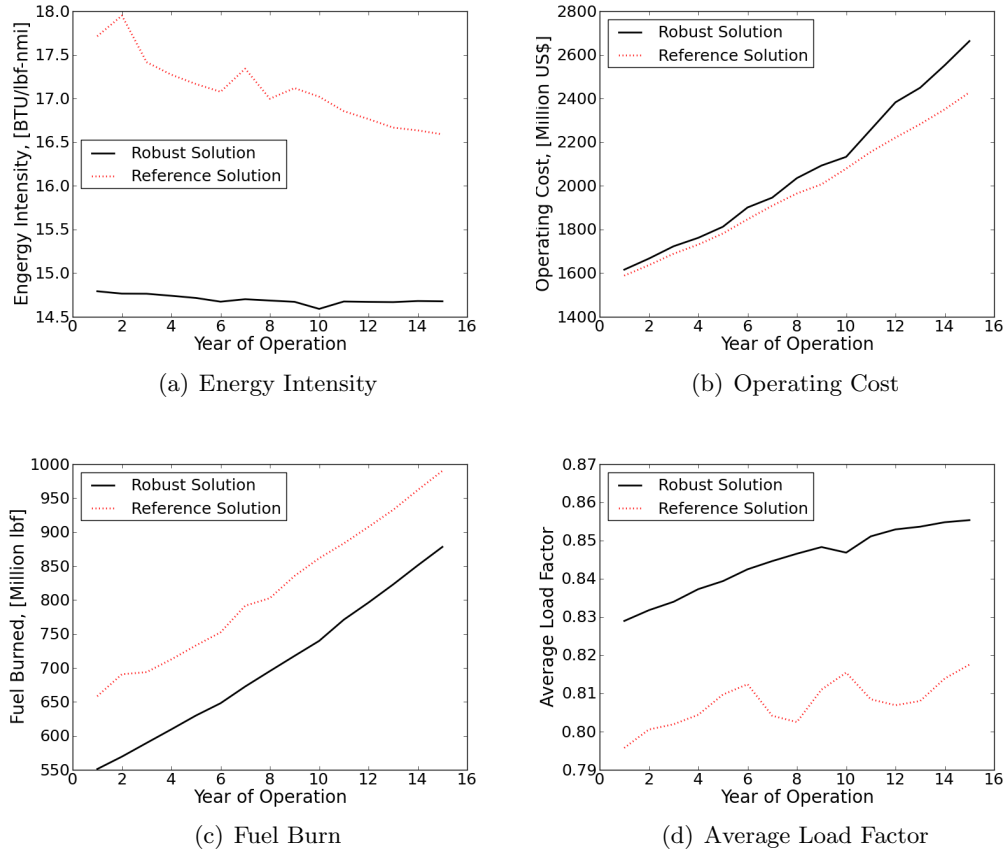 18.0
17.5
17.0
16.5
16.0
15.5
15.0
14.5
Engergy Intensity, [BTU/lbf-nmi]
Robust Solution
Reference Solution
0 2 4 6 8 10 12 14 16
Year of Operation
(a) Energy Intensity
2800
2600
2400
2200
2000
1800
1600
1400
Operating Cost, [Million US$]
Robust Solution
Reference Solution
0 2 4 6 8 10 12 14 16
Year of Operation
(b) Operating Cost
1000
950
900
850
800
750
700
650
600
550
Fuel Burned, [Million lbf]
Robust Solution
Reference Solution
0 2 4 6 8 10 12 14 16
Year of Operation
(c) Fuel Burn
0.87
0.86
0.85
0.84
0.83
0.82
0.81
0.80
0.79
Average Load Factor
Robust Solution
Reference Solution
0 2 4 6 8 10 12 14 16
Year of Operation
(d) Average Load Factor